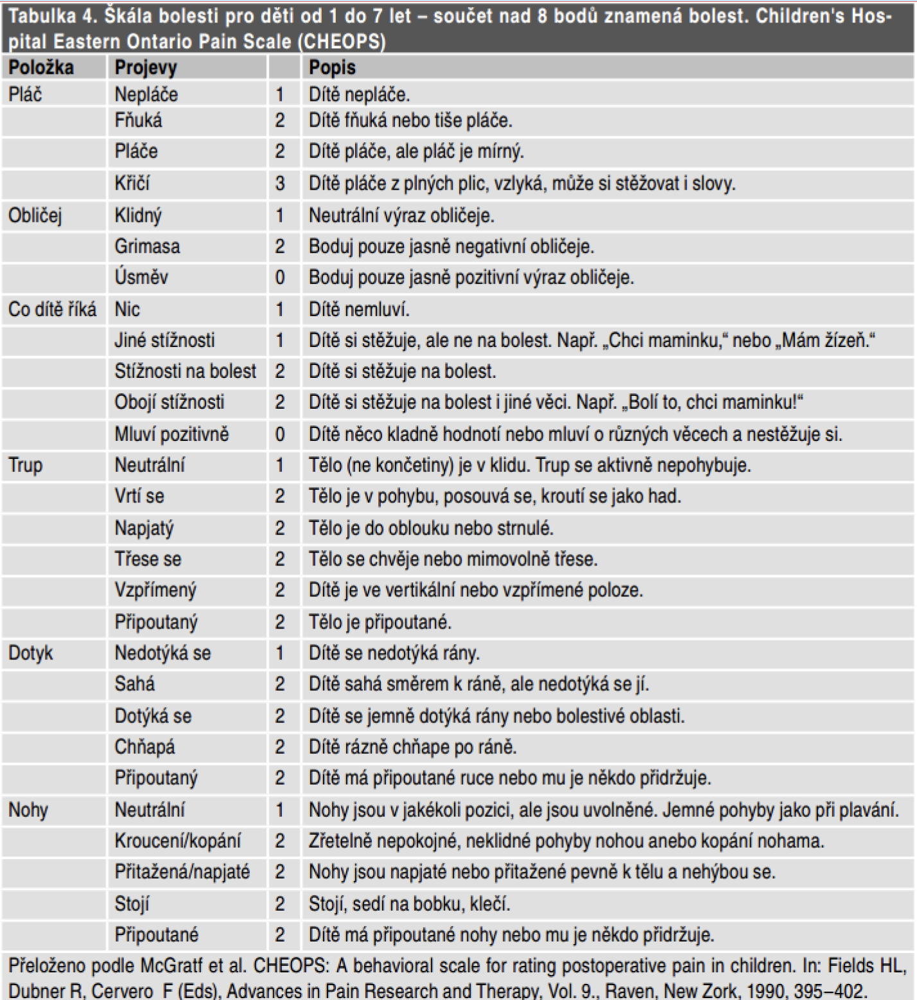 Tabulka 4. Škála bolesti pro děti od 1 do 7 let – součet nad 8 bodů znamená bolest. Children's Hos-
pital Eastern Ontario Pain Scale (CHEOPS)
Položka Projevy Popis
Pláč Nepláče 1 Dítě nepláče.
Fňuká 2 Dítě fňuká nebo tiše pláče.
Pláče 2 Dítě pláče, ale pláč je mírný.
Křičí 3 Dítě pláče z plných plic, vzlyká, může si stěžovat i slovy.
Obličej Klidný 1 Neutrální výraz obličeje.
Grimasa 2 Boduj pouze jasně negativní obličeje.
Úsměv 0 Boduj pouze jasně pozitivní výraz obličeje.
Co dítě říká Nic 1 Dítě nemluví.
Jiné stížnosti 1 Dítě si stěžuje, ale ne na bolest. Např. „Chci maminku,“ nebo „Mám žízeň.“
Stížnosti na bolest 2 Dítě si stěžuje na bolest.
Obojí stížnosti 2 Dítě si stěžuje na bolest i jiné věci. Např. „Bolí to, chci maminku!“
Mluví pozitivně 0 Dítě něco kladně hodnotí nebo mluví o různých věcech a nestěžuje si.
Trup Neutrální 1 Tělo (ne končetiny) je v klidu. Trup se aktivně nepohybuje.
Vrtí se 2 Tělo je v pohybu, posouvá se, kroutí se jako had.
Napjatý 2 Tělo je do oblouku nebo strnulé.
Třese se 2 Tělo se chvěje nebo mimovolně třese.
Vzpřímený 2 Dítě je ve vertikální nebo vzpřímené poloze.
Připoutaný 2 Tělo je připoutané.
Dotyk Nedotýká se 1 Dítě se nedotýká rány.
Sahá 2 Dítě sahá směrem k ráně, ale nedotýká se jí.
Dotýká se 2 Dítě se jemně dotýká rány nebo bolestivé oblasti.
Chňapá 2 Dítě rázně chňape po ráně.
Připoutaný 2 Dítě má připoutané ruce nebo mu je někdo přidržuje.
Nohy Neutrální 1 Nohy jsou v jakékoli pozici, ale jsou uvolněné. Jemné pohyby jako při plavání.
Kroucení/kopání 2 Zřetelně nepokojné, neklidné pohyby nohou anebo kopání nohama.
Přitažená/napjaté 2 Nohy jsou napjaté nebo přitažené pevně k tělu a nehýbou se.
Stojí 2 Stojí, sedí na bobku, klečí.
Připoutané 2 Dítě má připoutané nohy nebo mu je někdo přidržuje.
Přeloženo podle McGratf et al. CHEOPS: A behavioral scale for rating postoperative pain in children. In: Fields HL,
Dubner R, Cervero F (Eds), Advances in Pain Research and Therapy, Vol. 9., Raven, New Zork, 1990, 395–402.